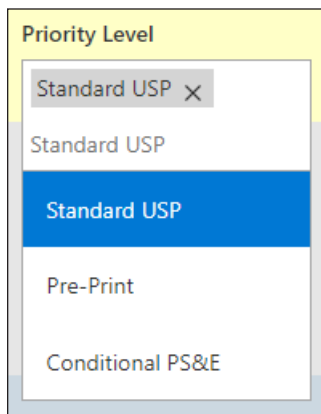 Priority Level
Standard USP ×
Standard USP
Standard USP
Pre-Print
Conditional PS&E